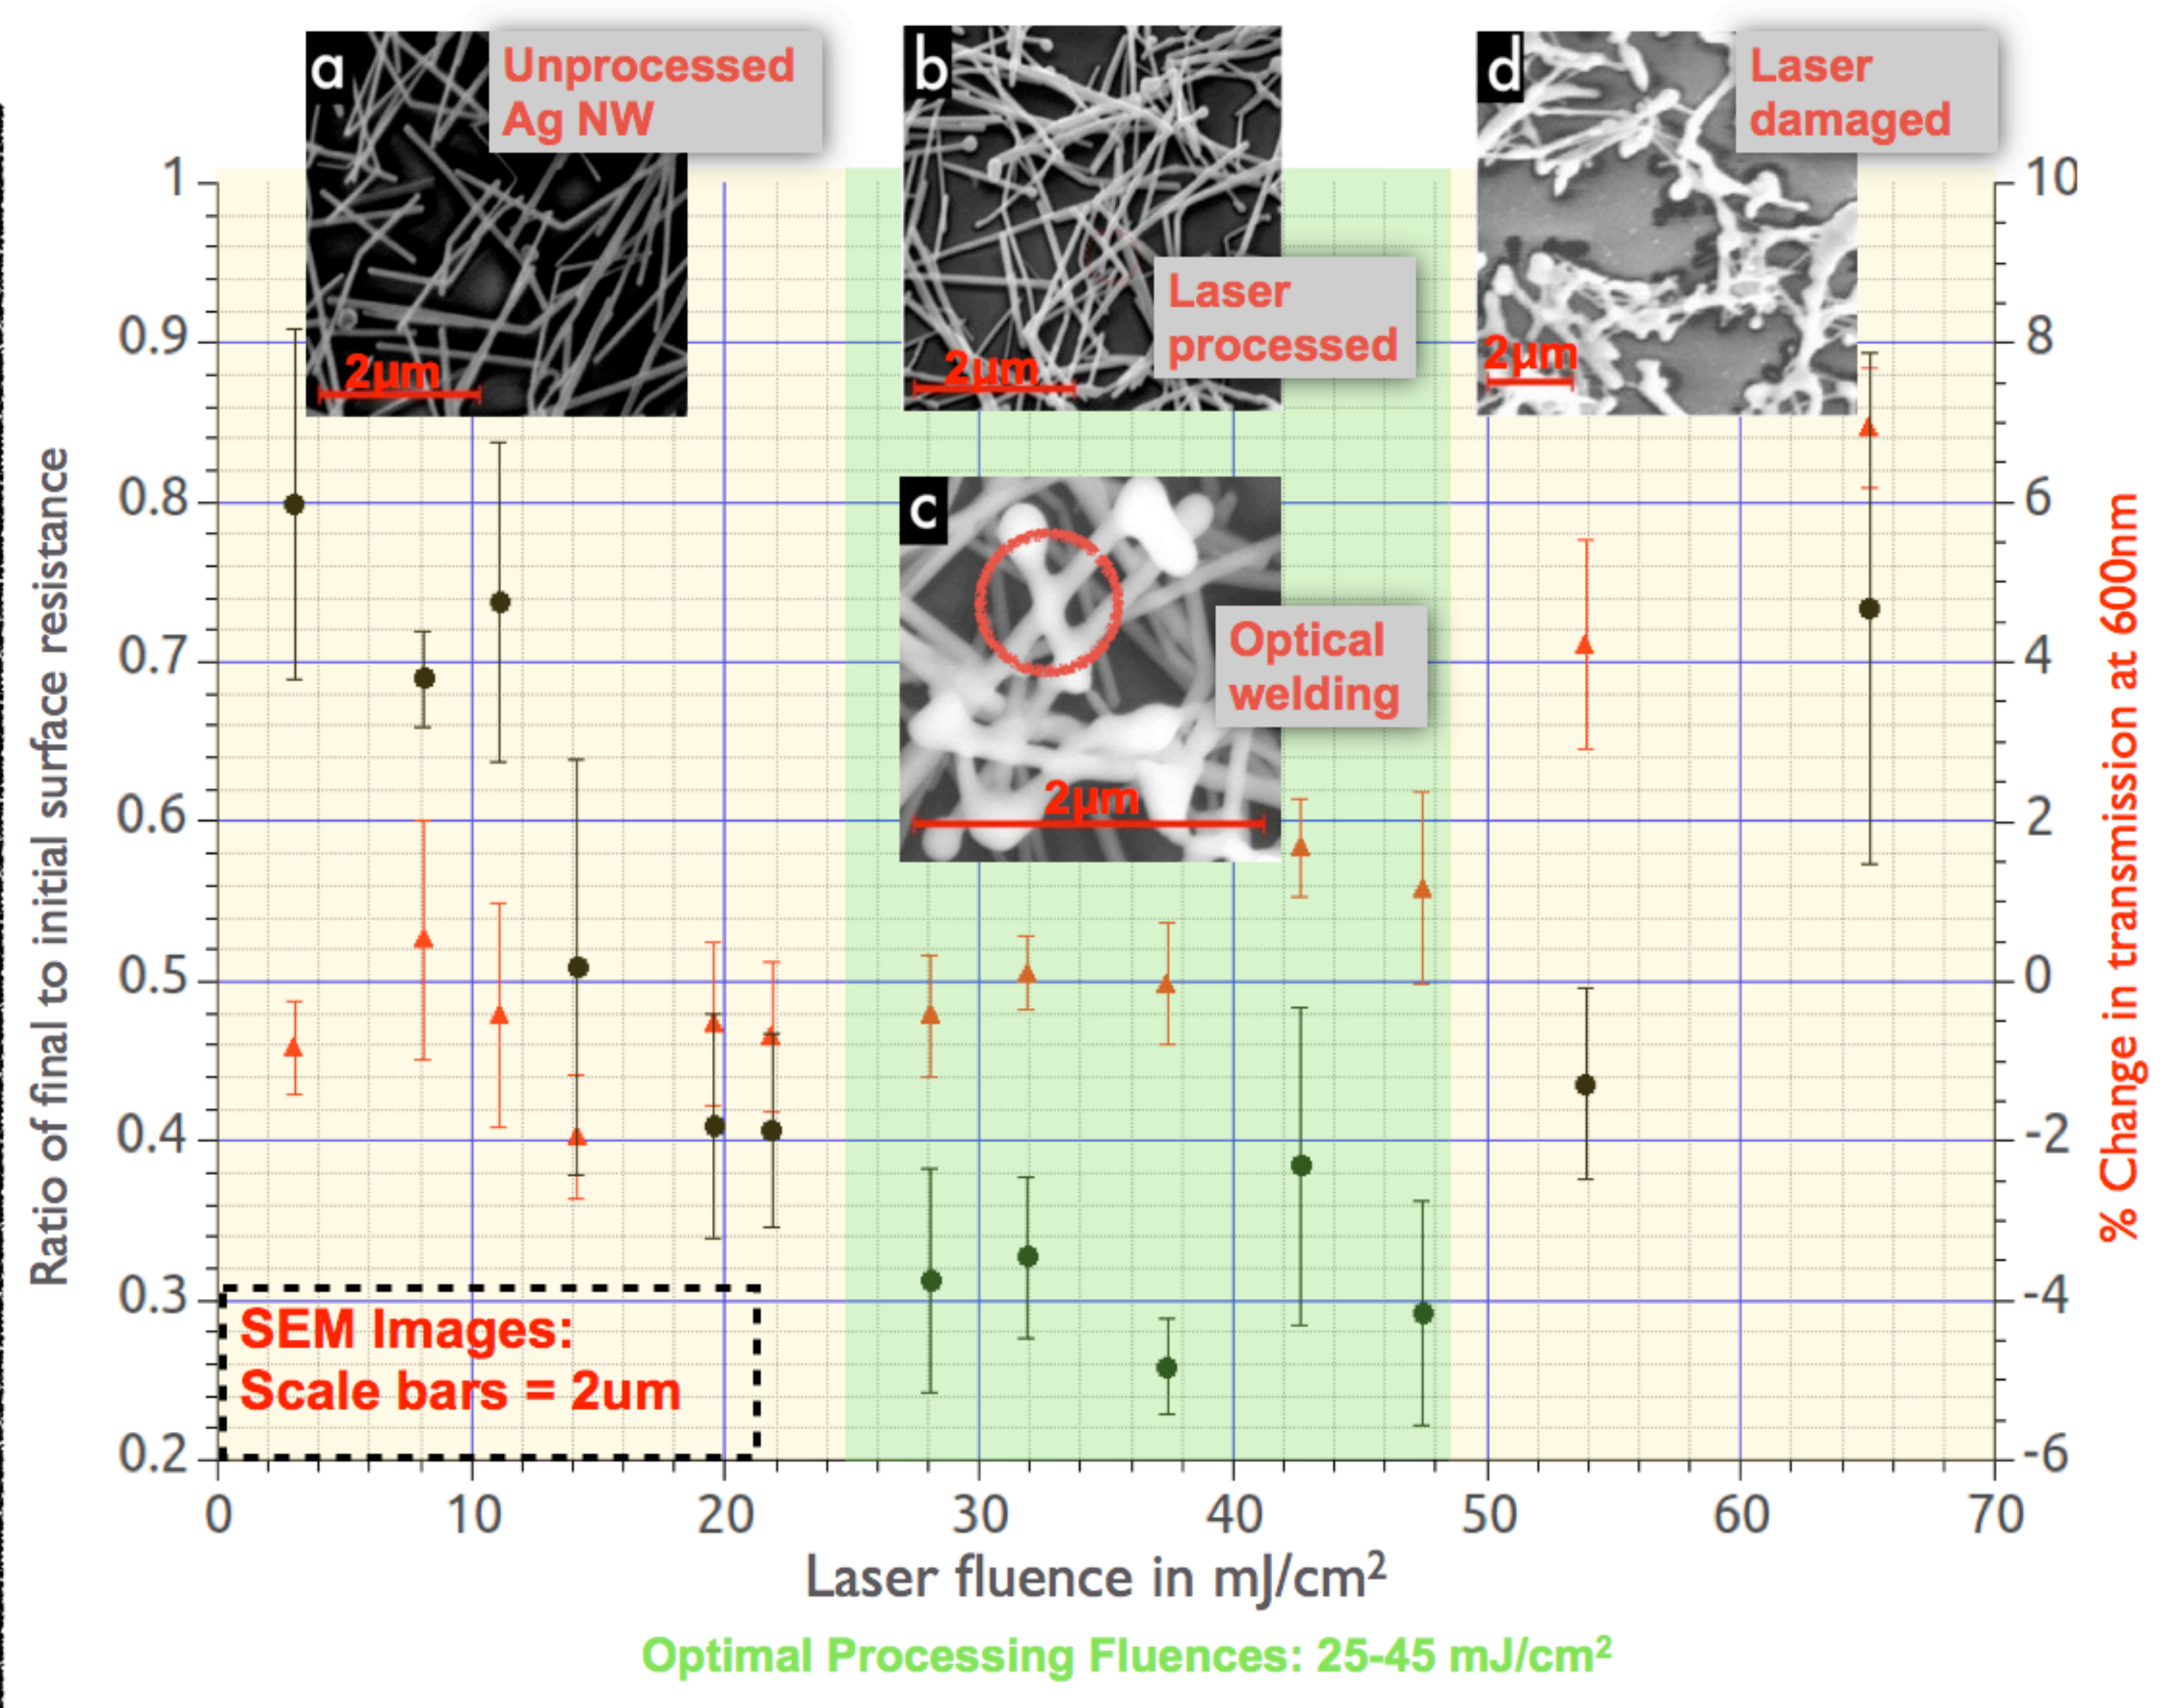 a
Unprocessed
Ag NW
2µm
b
Laser
processed
2µm
d
Laser
damaged
2µm
c
Optical
welding
2µm
Ratio of final to initial surface resistance
1
0.9
0.8
0.7
0.6
0.5
0.4
0.3
0.2
10
8
6
4
2
0
-2
-4
-6
% Change in transmission at 600nm
SEM Images:
Scale bars = 2um
0 10 20 30 40 50 60 70
Laser fluence in mJ/cm²
Optimal Processing Fluences: 25-45 mJ/cm²